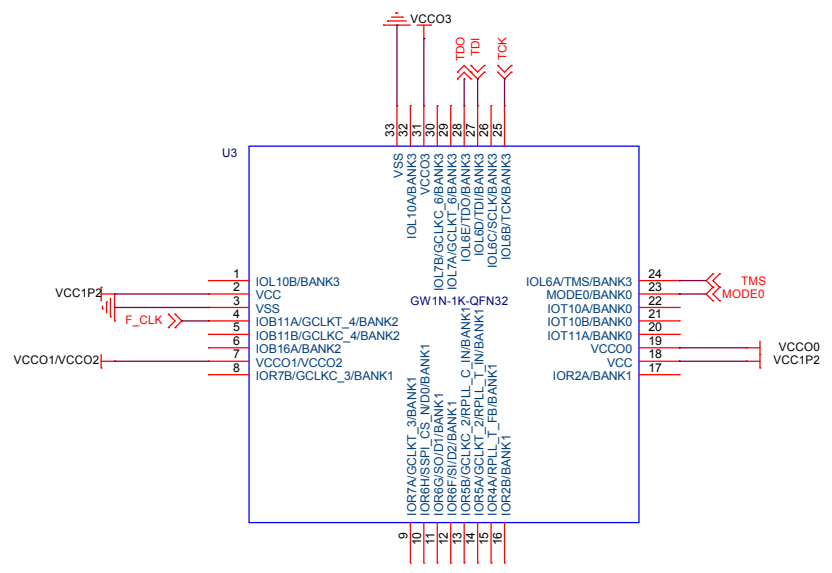 VCCO3
TDO
TDI
TCK
33
32
31
30
29
28
27
26
25
U3
VSS
IOL10A/BANK3
VCCO3
IOL7B/GCLKC_6/BANK3
IOL7A/GCLKT_6/BANK3
IOL6E/TDO/BANK3
IOL6D/TDI/BANK3
IOL6C/SCLK/BANK3
IOL6B/TCK/BANK3
1 IOL10B/BANK3
VCC1P2 2 VCC
3 VSS
F_CLK 4 IOB11A/GCLKT_4/BANK2
5 IOB11B/GCLKC_4/BANK2
6 IOB16A/BANK2
VCCO1/VCCO2 7 VCCO1/VCCO2
8 IOR7B/GCLKC_3/BANK1
GW1N-1K-QFN32
IOL6A/TMS/BANK3 24 TMS
MODE0/BANK0 23 MODE0
IOT10A/BANK0 22
IOT10B/BANK0 21
IOT11A/BANK0 20
VCCO0 19 VCCO0
VCC 18 VCC1P2
IOR2A/BANK1 17
IOR7A/GCLKT_3/BANK1
IOR6H/SSPI_CS_N/D0/BANK1
IOR6G/SO/D1/BANK1
IOR6F/SI/D2/BANK1
IOR5B/GCLKC_2/RPLL_C_IN/BANK1
IOR5A/GCLKT_2/RPLL_T_IN/BANK1
IOR4A/RPLL_T_FB/BANK1
IOR2B/BANK1
9
10
11
12
13
14
15
16